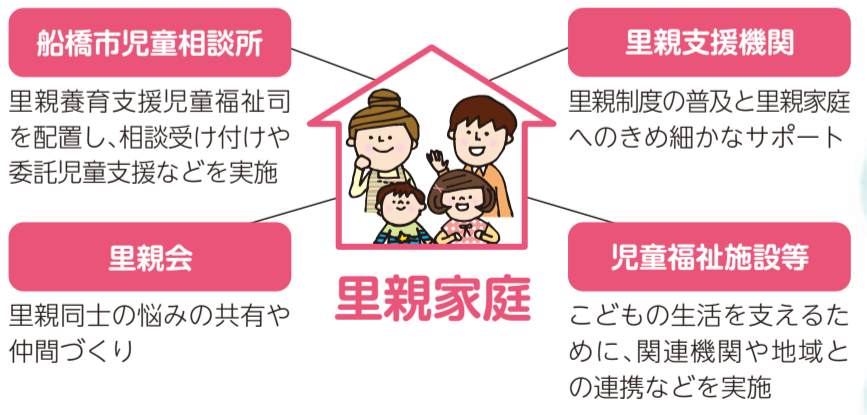 船橋市児童相談所
里親養育支援児童福祉司
を配置し、相談受け付けや
委託児童支援などを実施
里親支援機関
里親制度の普及と里親家庭
へのきめ細かなサポート
里親会
里親同士の悩みの共有や
仲間づくり
児童福祉施設等
こどもの生活を支えるた
めに、関連機関や地域と
の連携などを実施
里親家庭